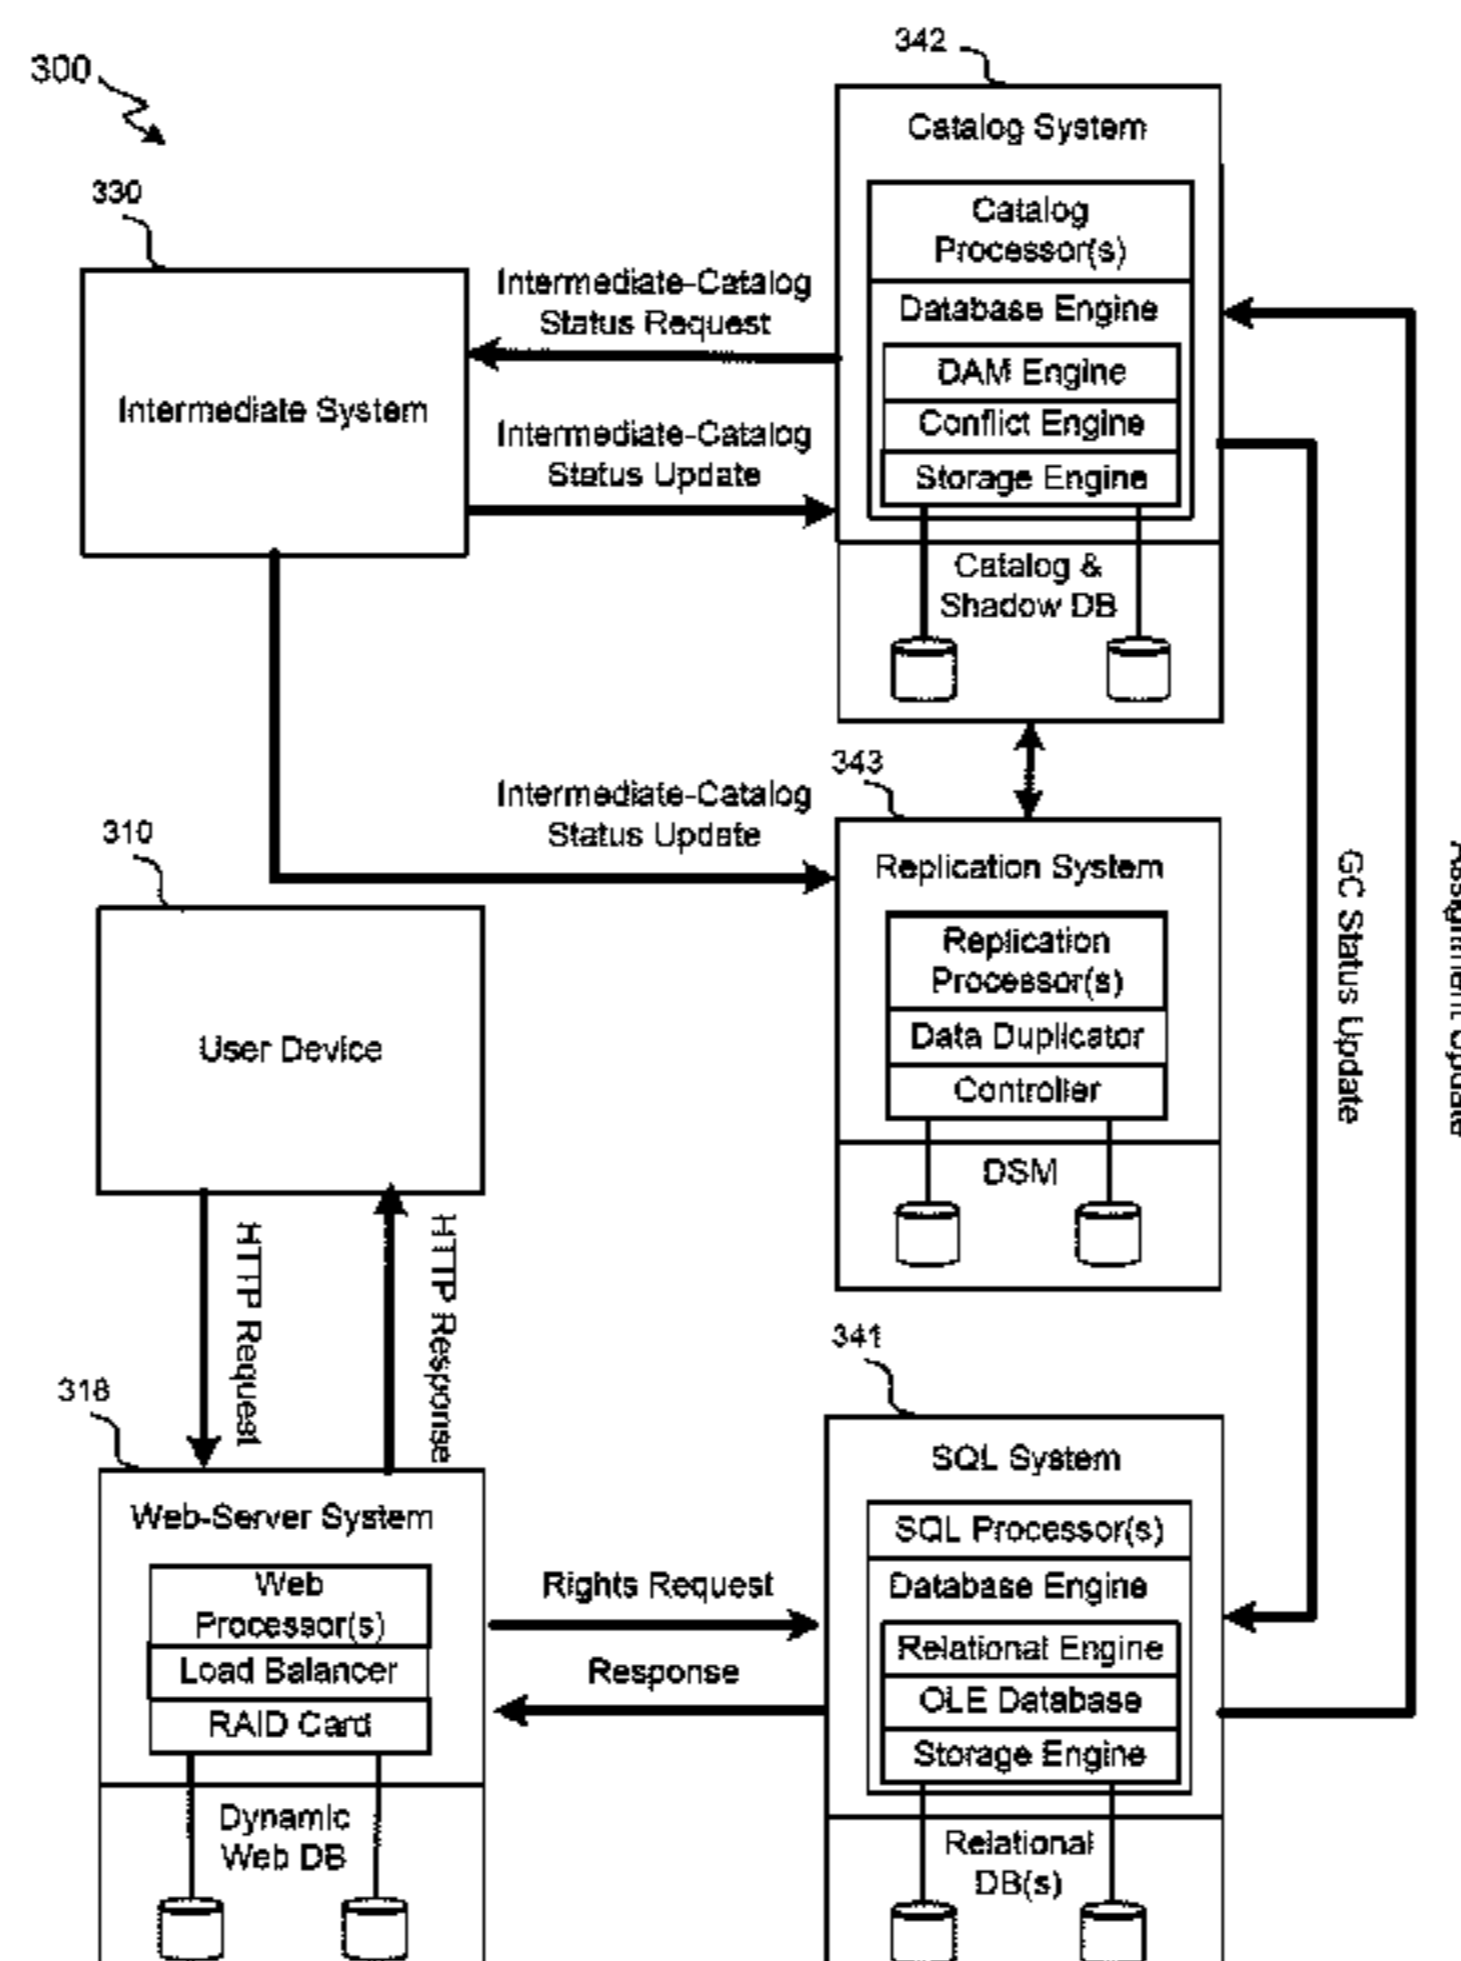 300
342
Catalog System
Catalog
Processor(s)
Database Engine
DAM Engine
Conflict Engine
Storage Engine
Catalog &
Shadow DB
330
Intermediate System
Intermediate-Catalog
Status Request
Intermediate-Catalog
Status Update
Intermediate-Catalog
Status Update
343
Replication System
Replication
Processor(s)
Data Duplicator
Controller
DSM
GC Status Update
Assignment Update
310
User Device
HTTP Request
HTTP Response
318
Web-Server System
Web
Processor(s)
Load Balancer
RAID Card
Dynamic
Web DB
Rights Request
Response
341
SQL System
SQL Processor(s)
Database Engine
Relational Engine
OLE Database
Storage Engine
Relational
DB(s)